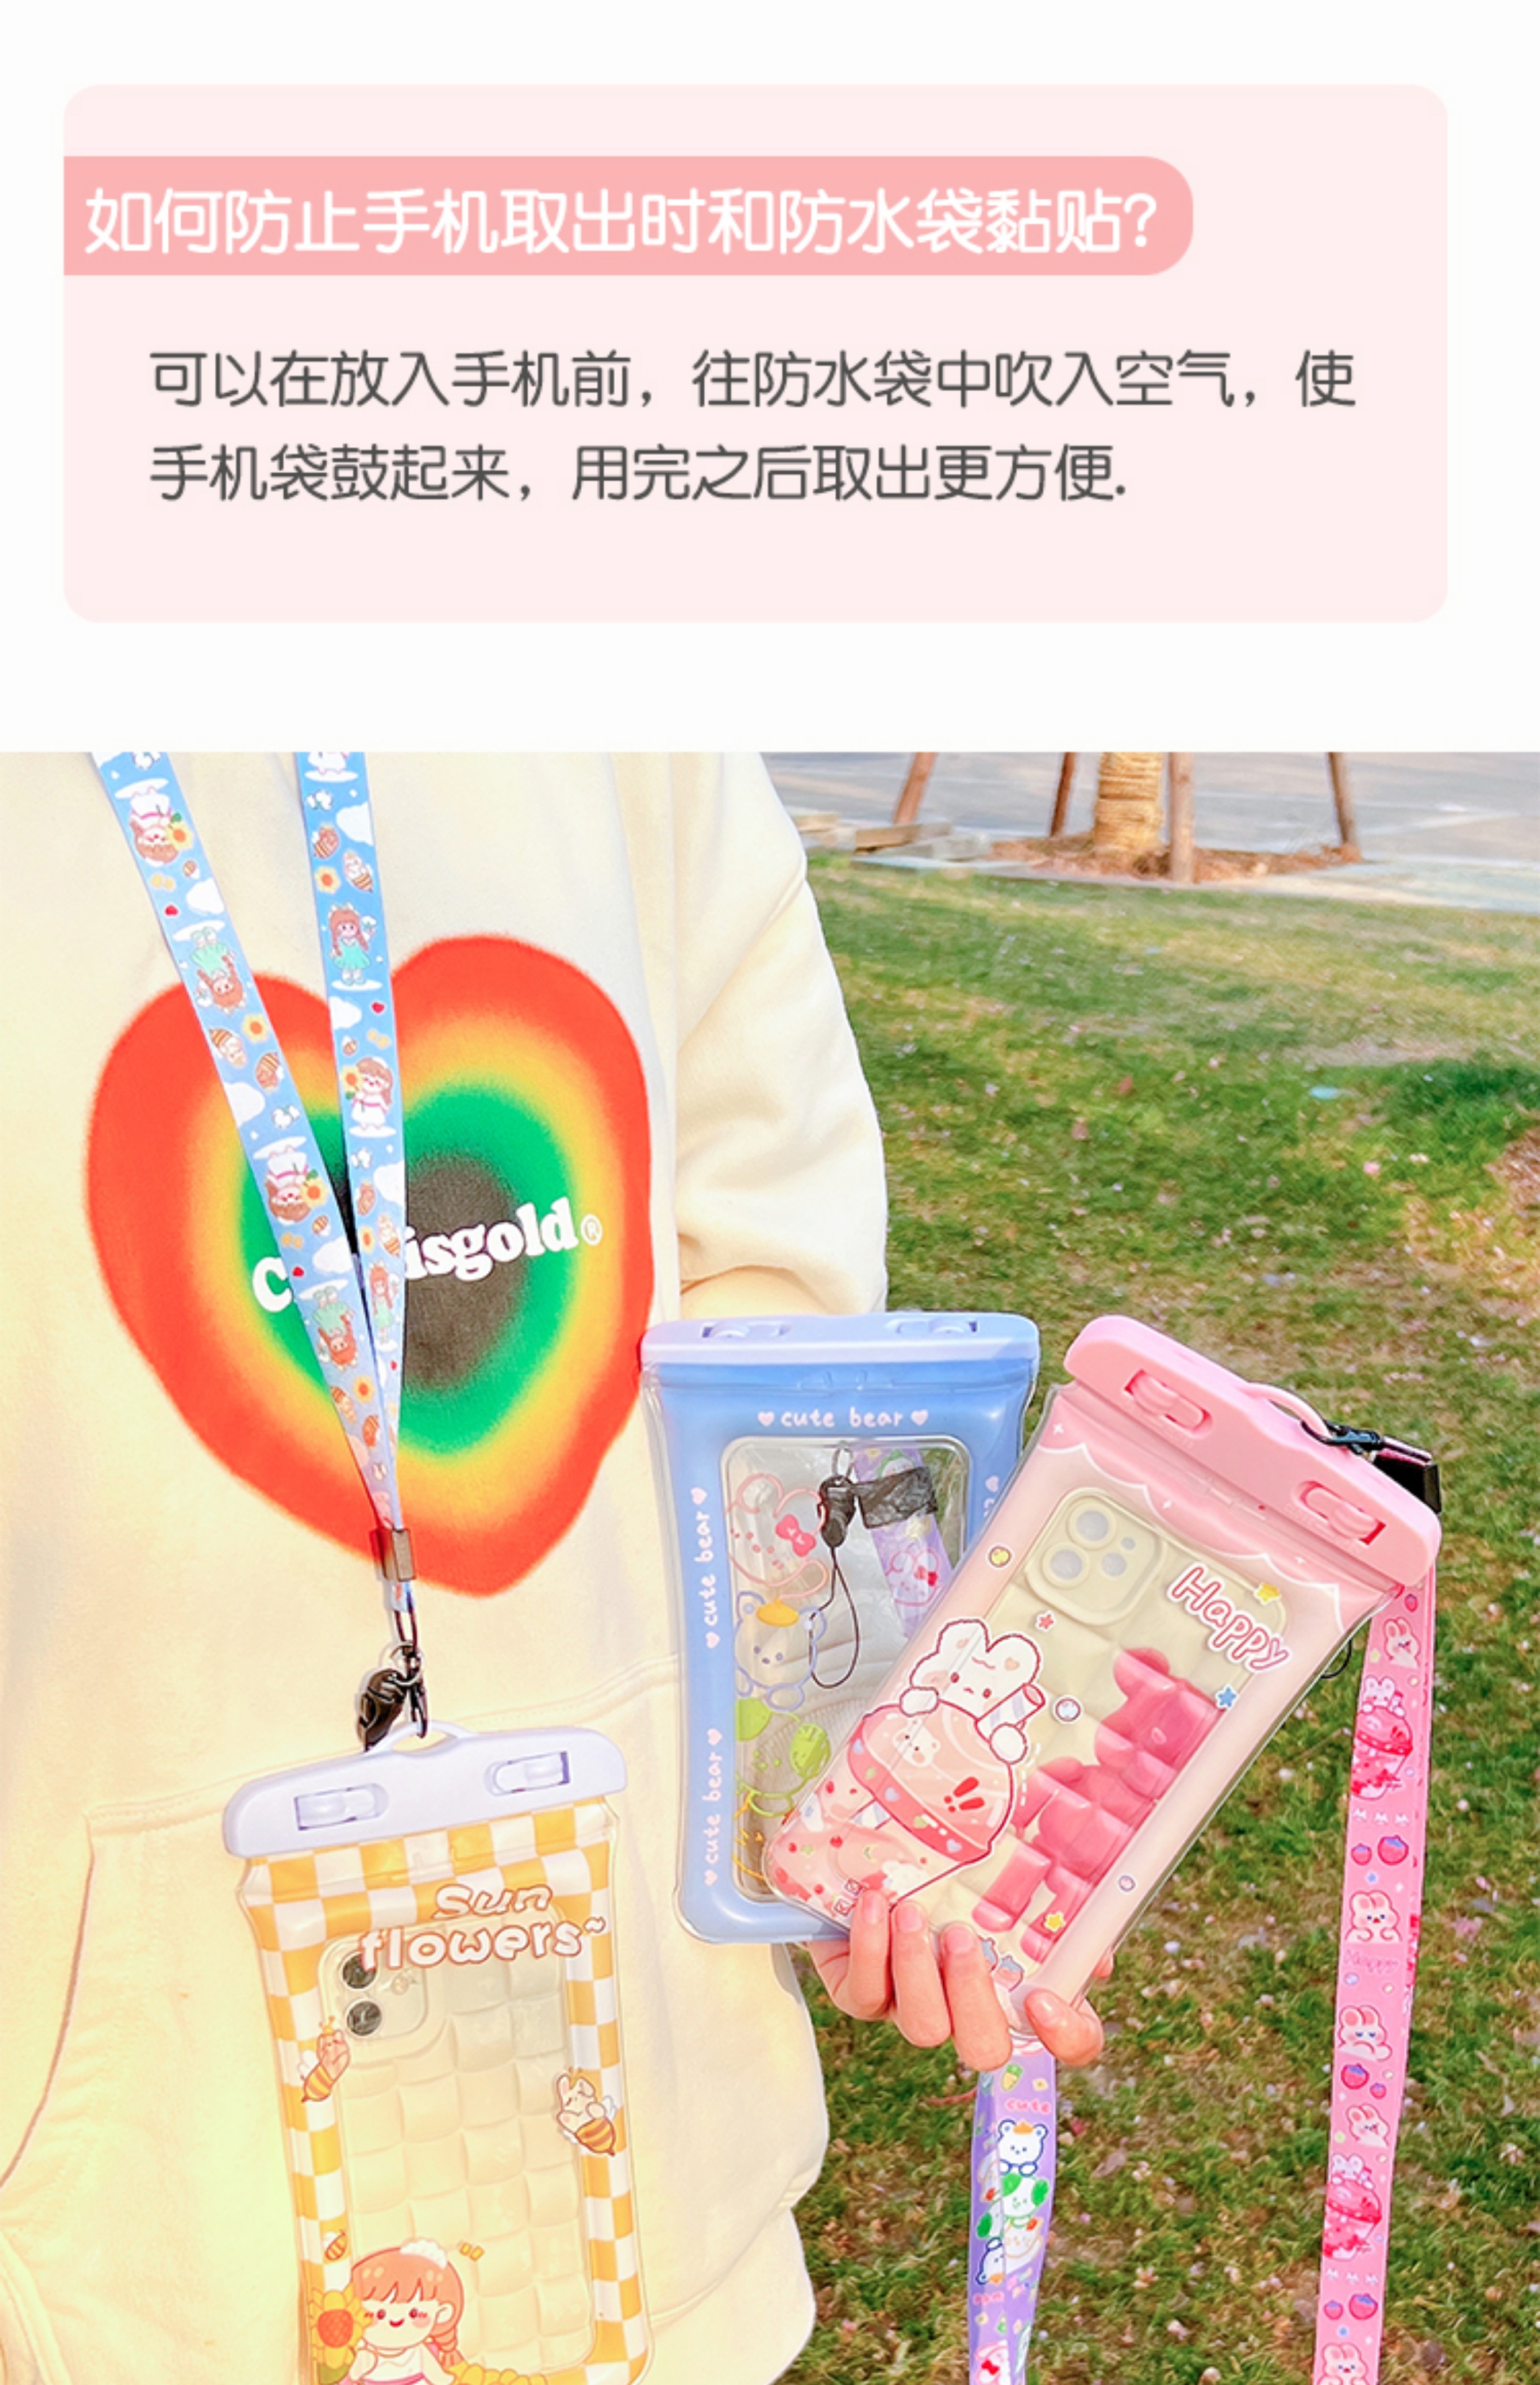 如何防止手机取出时和防水袋黏贴?
可以在放入手机前，往防水袋中吹入空气，使
手机袋鼓起来，用完之后取出更方便.
isgold®
cute bear
cute bear
cute bear
Happy
Sun
flowers~
cute